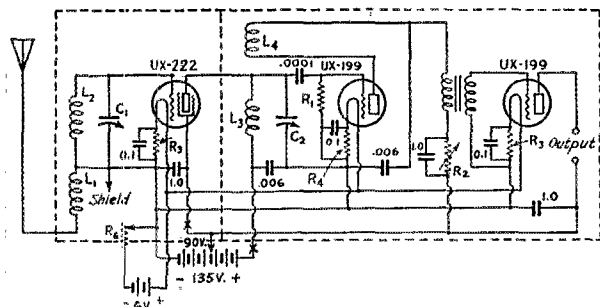 L4
.0001
UX-222
UX-199
UX-199
L2
C1
R1
L3
C2
R3
(0.1)
0.1
1.0
R2
0.1
R3
Output
L1
1.0
.006
R4
.006
Shield
1.0
R6
90V.
- 135V. +
- 6V +